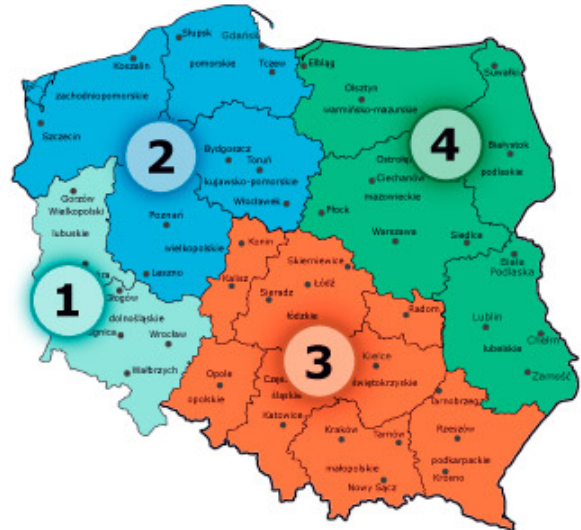 Słupsk
Gdańsk
Koszalin
pomorskie
Tczew
Elbląg
Suwałki
zachodniopomorskie
Olsztyn
warmińsko-mazurskie
Szczecin
2
4
Bydgoszcz
Toruń
Ostrołę
Białystok
podlaskie
kujawsko-pomorskie
Ciechanów
mazowieckie
Gorzów
Wielkopolski
Włocławek
Płock
lubuskie
Poznań
wielkopolskie
Warszawa
Siedlce
Konin
Skierniewice
Biała
Podlaska
Leszno
Kalisz
Łódź
Sieradz
1
Głogów
dolnośląskie
gnica
Wrocław
łódzkie
Radom
Lublin
Chełm
lubelskie
Wałbrzych
3
Kielce
świętokrzyskie
Zamość
Opole
opolskie
Częs
śląskie
Katowice
Tarnobrzeg
Kraków
Tarnów
Rzeszów
małopolskie
podkarpackie
Nowy Sącz
Krosno